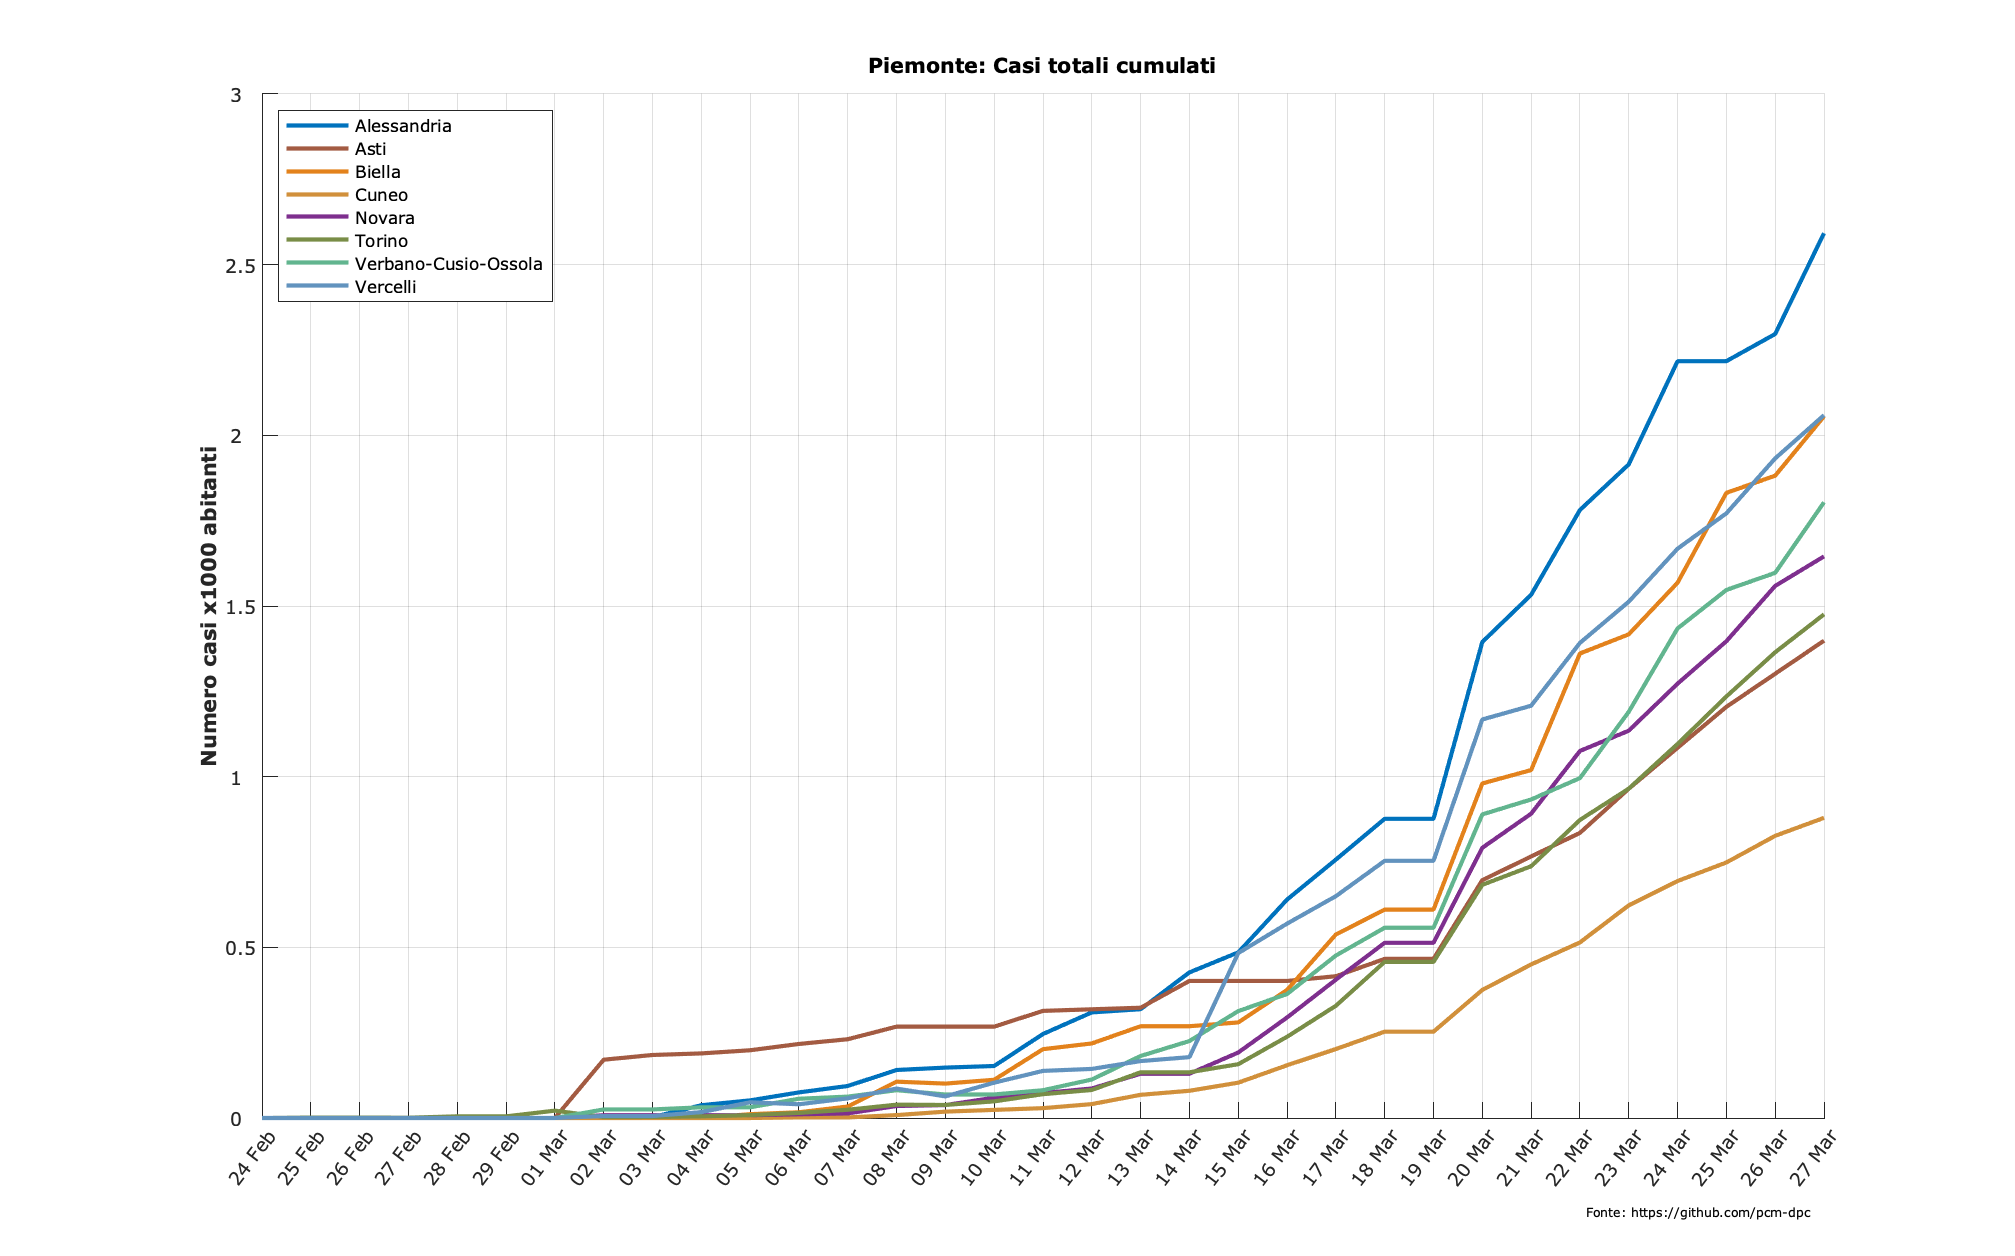 Piemonte: Casi totali cumulati
3
2.5
2
1.5
1
0.5
0
Numero casi x1000 abitanti
Alessandria
Asti
Biella
Cuneo
Novara
Torino
Verbano-Cusio-Ossola
Vercelli
24 Feb
25 Feb
26 Feb
27 Feb
28 Feb
29 Feb
01 Mar
02 Mar
03 Mar
04 Mar
05 Mar
06 Mar
07 Mar
08 Mar
09 Mar
10 Mar
11 Mar
12 Mar
13 Mar
14 Mar
15 Mar
16 Mar
17 Mar
18 Mar
19 Mar
20 Mar
21 Mar
22 Mar
23 Mar
24 Mar
25 Mar
26 Mar
27 Mar
Fonte: https://github.com/pcm-dpc